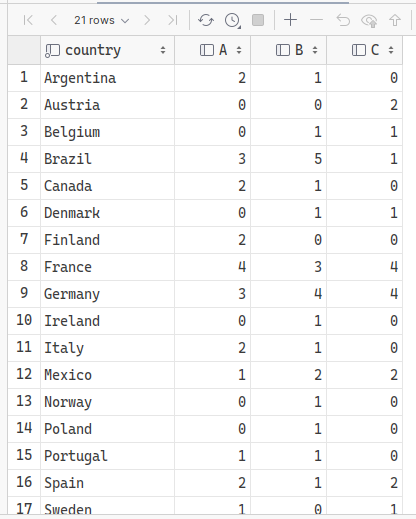 21 rows
country A B C
1 Argentina 2 1 0
2 Austria 0 0 2
3 Belgium 0 1 1
4 Brazil 3 5 1
5 Canada 2 1 0
6 Denmark 0 1 1
7 Finland 2 0 0
8 France 4 3 4
9 Germany 3 4 4
10 Ireland 0 1 0
11 Italy 2 1 0
12 Mexico 1 2 2
13 Norway 0 1 0
14 Poland 0 1 0
15 Portugal 1 1 0
16 Spain 2 1 2
17 Sweden 1 0 1